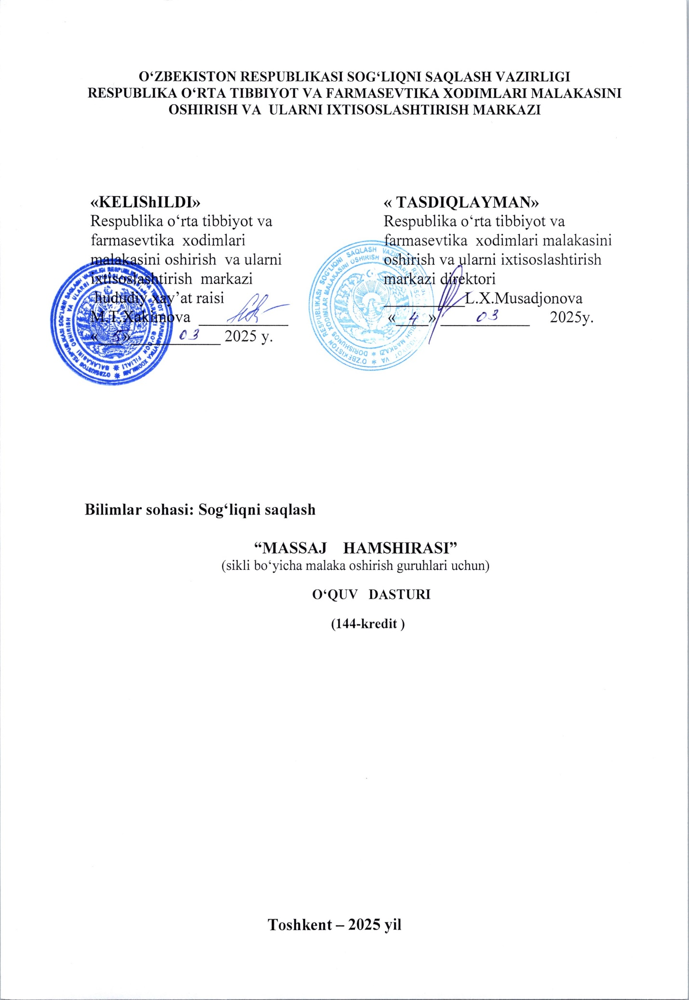 O‘ZBEKISTON RESPUBLIKASI SOG‘LIQNI SAQLASH VAZIRLIGI
RESPUBLIKA O‘RTA TIBBIYOT VA FARMASEVTIKA XODIMLARI MALAKASINI
OSHIRISH VA ULARNI IXTISOSLASHTIRISH MARKAZI
«KELIShILDI»
Respublika o‘rta tibbiyot va
farmasevtika xodimlari
malakasini oshirish va ularni
ixtisoslashtirish markazi
hududiy xay’at raisi
M.T.Xakimova ___________
« 5 » 03 2025 y.
« TASDIQLAYMAN»
Respublika o‘rta tibbiyot va
farmasevtika xodimlari malakasini
oshirish va ularni ixtisoslashtirish
markazi direktori
__________L.X.Musadjonova
« 4 » 03 2025y.
Bilimlar sohasi: Sog‘liqni saqlash
“MASSAJ HAMSHIRASI”
(sikli bo‘yicha malaka oshirish guruhlari uchun)
O‘QUV DASTURI
(144-kredit )
Toshkent – 2025 yil